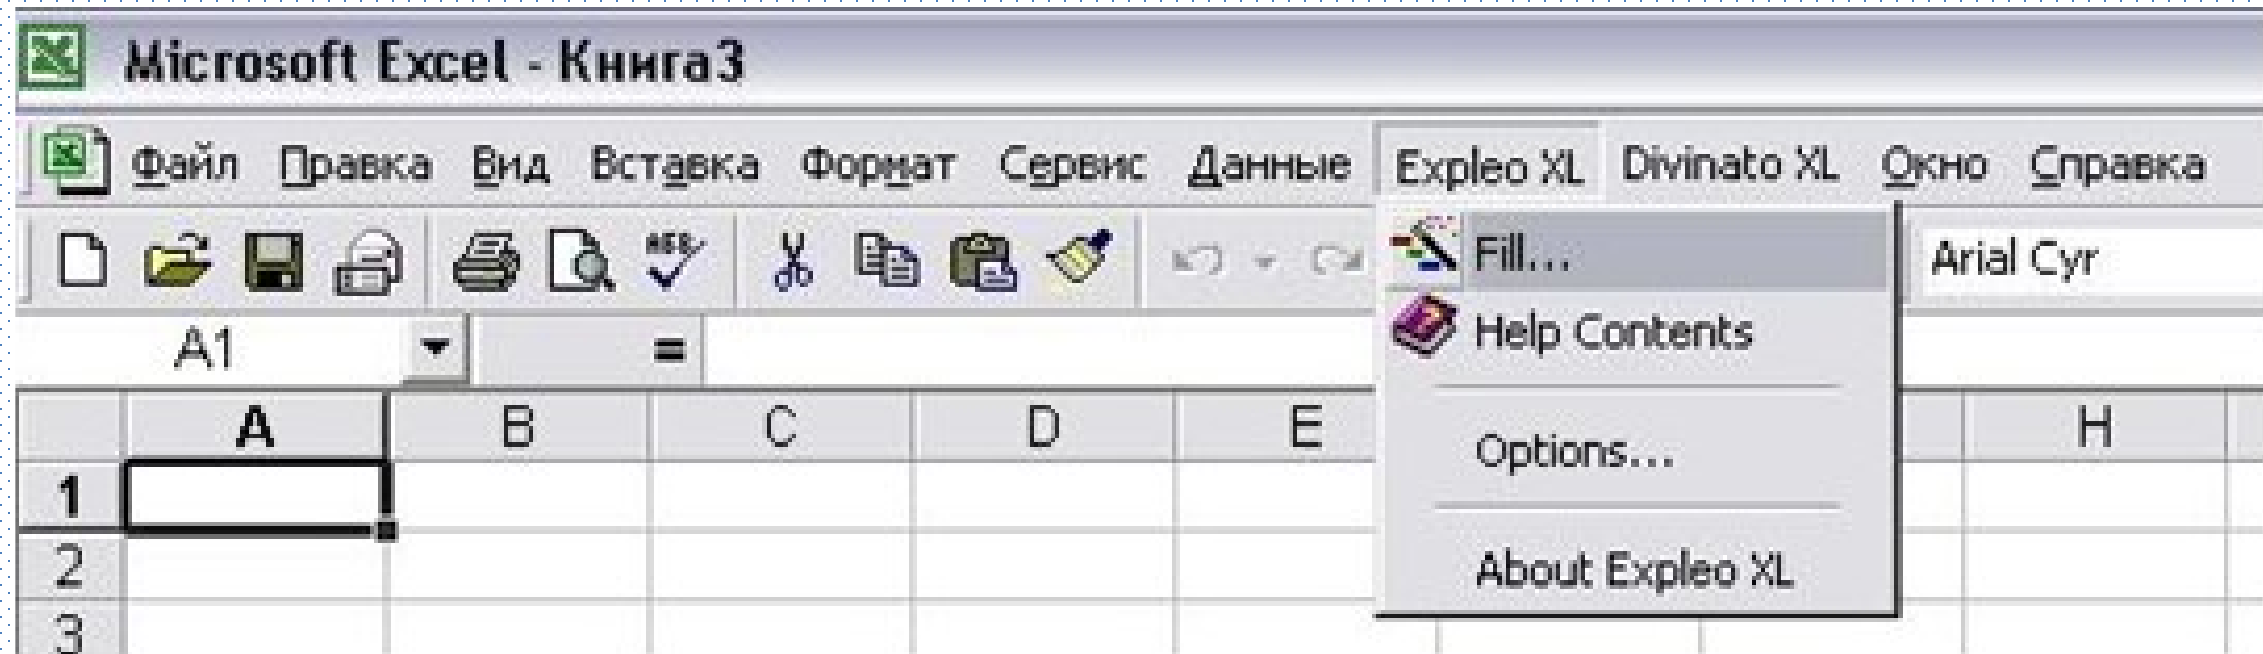 Microsoft Excel - Книга3
Файл Правка Вид Вставка Формат Сервис Данные Expleo XL Divinato XL Окно Справка
Fill...
Arial Cyr
Help Contents
A1 =
A B C D E H
Options...
1
About Expleo XL
2
3